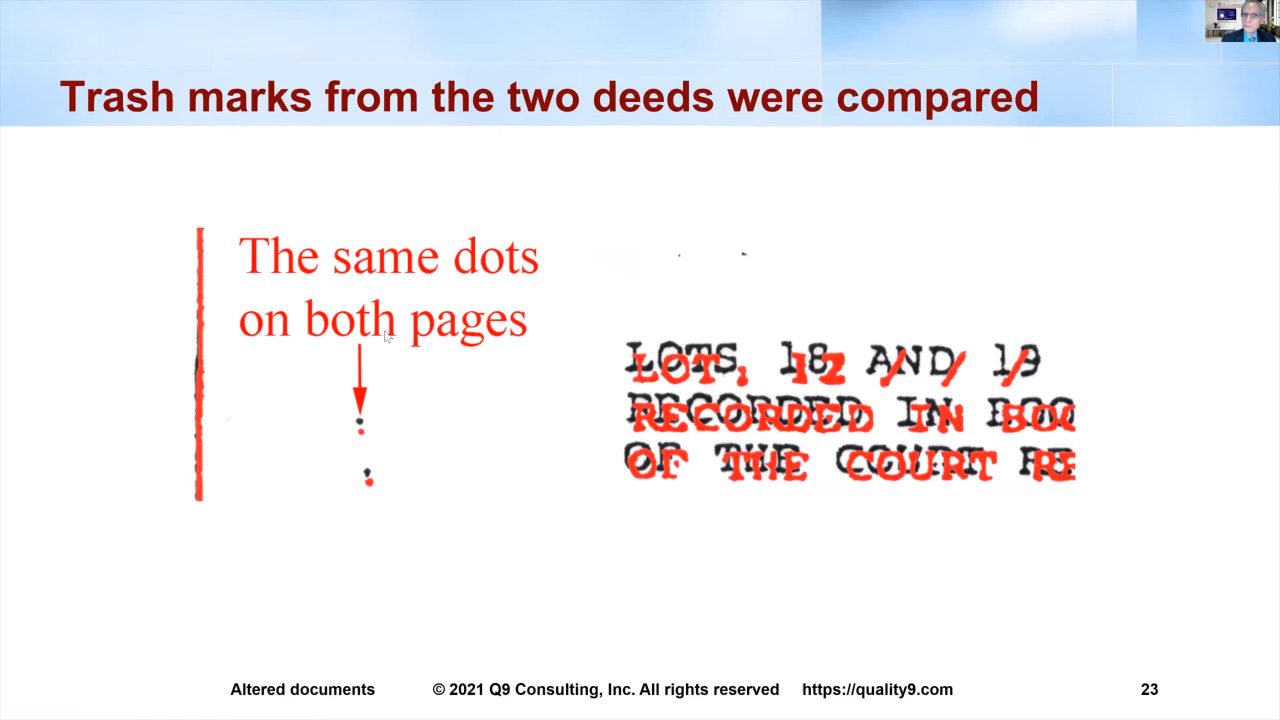 Trash marks from the two deeds were compared
The same dots
on both pages
LOTS, 18 AND 19
RECORDED IN BOO
OF THE COURT RE
LOT, 12 / / /
RECORDED IN BOO
OF THE COURT RE
Altered documents © 2021 Q9 Consulting, Inc. All rights reserved https://quality9.com 23